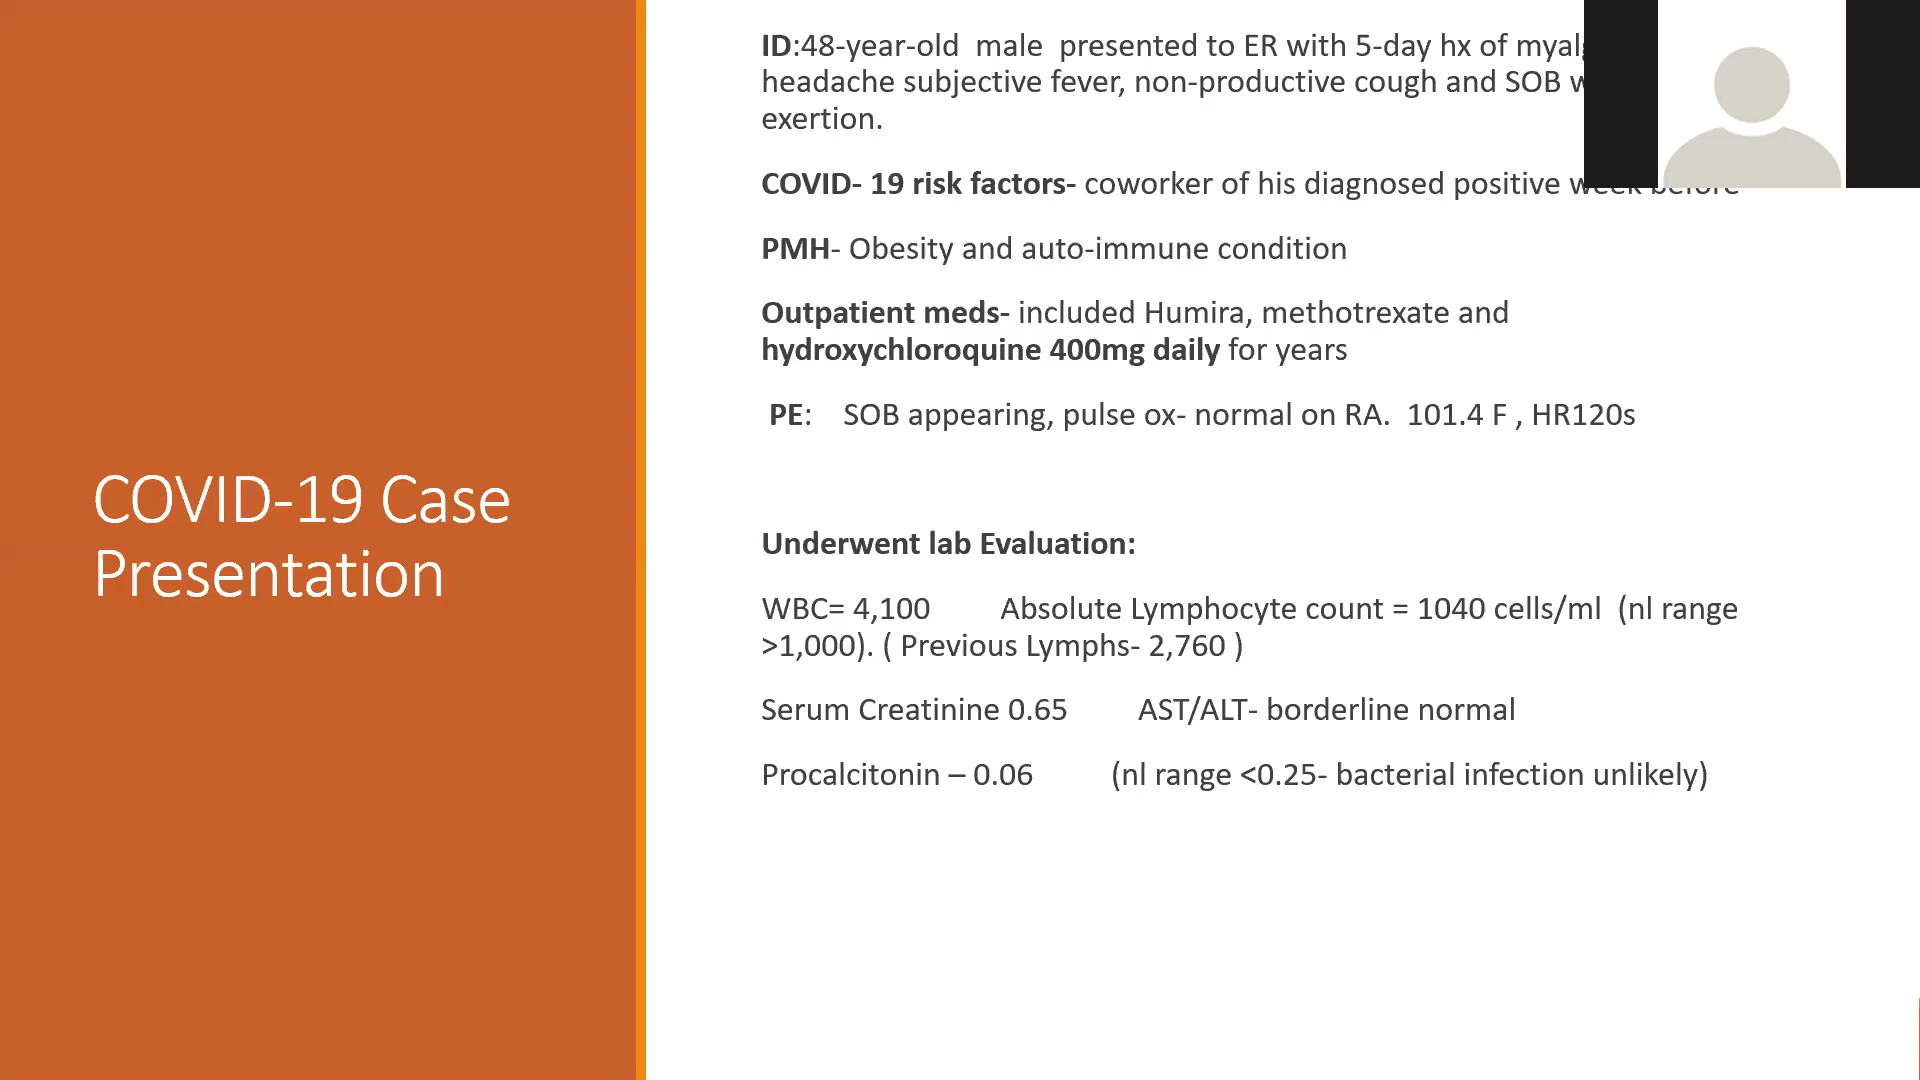 COVID-19 Case
Presentation
ID:48-year-old male presented to ER with 5-day hx of
headache subjective fever, non-productive cough and SOB
exertion.
COVID- 19 risk factors- coworker of his diagnosed positive week before
PMH- Obesity and auto-immune condition
Outpatient meds- included Humira, methotrexate and
hydroxychloroquine 400mg daily for years
PE: SOB appearing, pulse ox- normal on RA. 101.4 F , HR120s
Underwent lab Evaluation:
WBC= 4,100 Absolute Lymphocyte count = 1040 cells/ml (nl range
>1,000). ( Previous Lymphs- 2,760 )
Serum Creatinine 0.65 AST/ALT- borderline normal
Procalcitonin – 0.06 (nl range <0.25- bacterial infection unlikely)